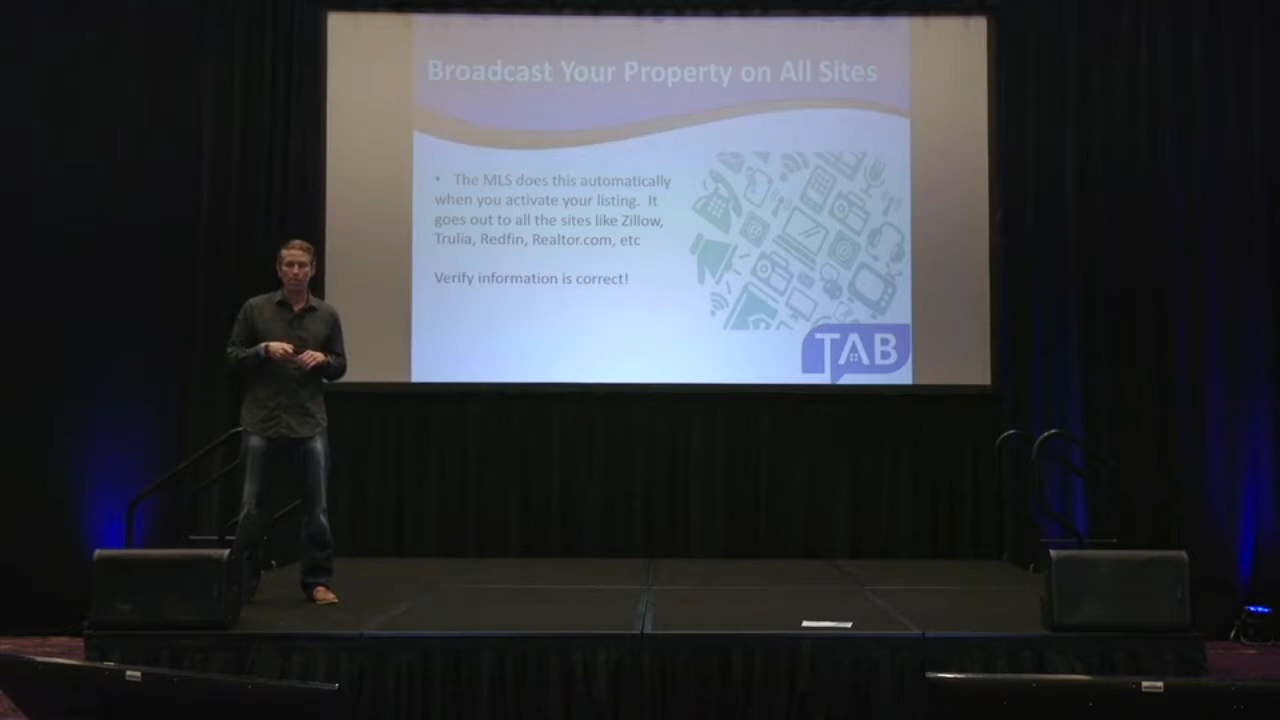 Broadcast Your Property on All Sites
• The MLS does this automatically
when you activate your listing. It
goes out to all the sites like Zillow,
Trulia, Redfin, Realtor.com, etc
Verify information is correct!
TAB